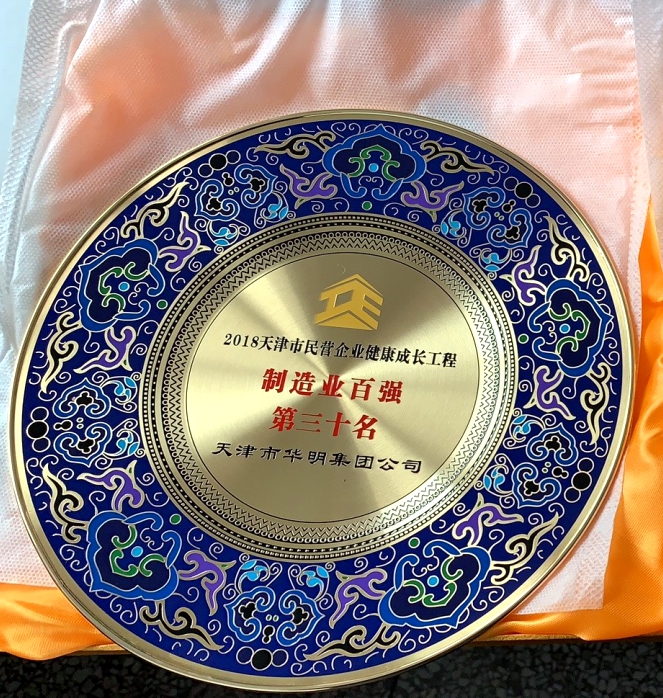 2018天津市民营企业健康成长工程
制造业百强
第三十名
天津市华明集团公司